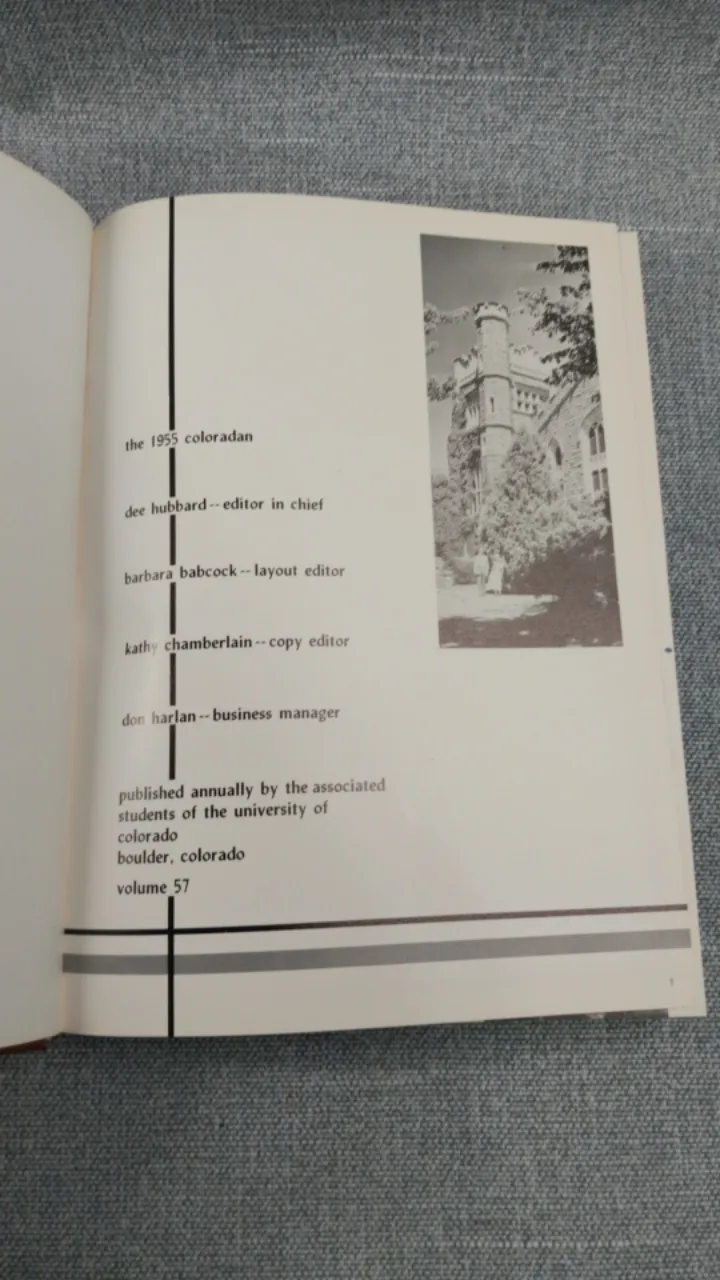 the 1955 coloradan
dee hubbard -- editor in chief
barbara babcock -- layout editor
kathy chamberlain -- copy editor
don harlan -- business manager
published annually by the associated
students of the university of
colorado
boulder, colorado
volume 57